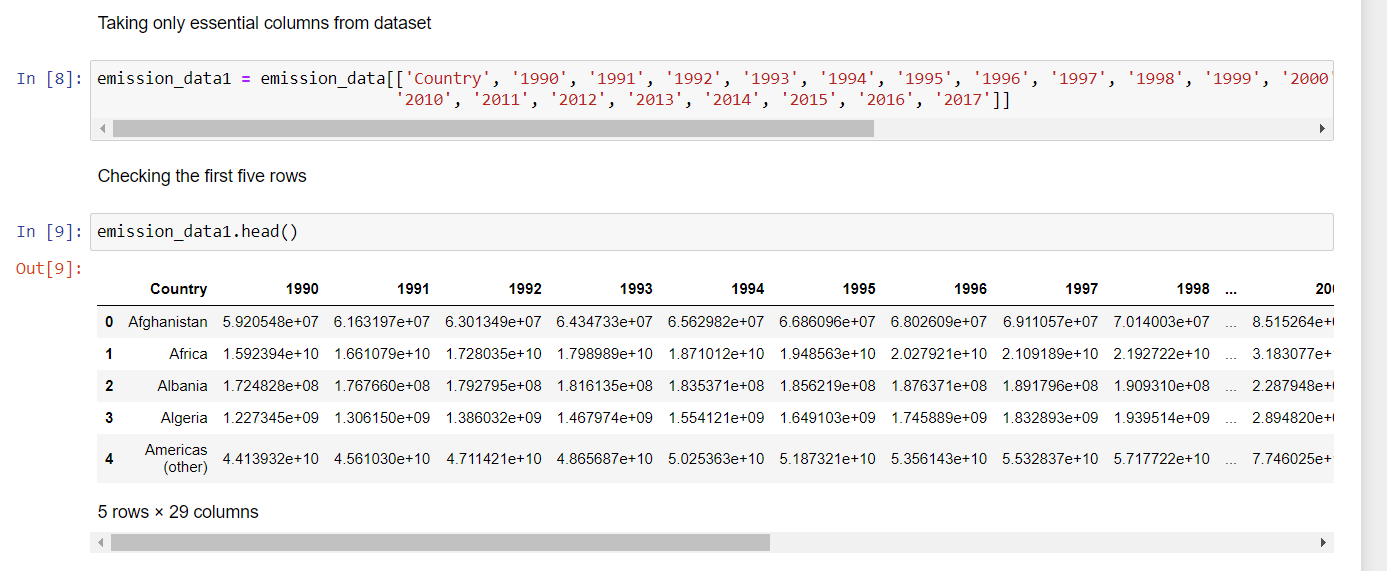 Taking only essential columns from dataset
In [8]: emission_data1 = emission_data[['Country', '1990', '1991', '1992', '1993', '1994', '1995', '1996', '1997', '1998', '1999', '2000'
'2010', '2011', '2012', '2013', '2014', '2015', '2016', '2017']]
Checking the first five rows
In [9]: emission_data1.head()
Out[9]:
Country 1990 1991 1992 1993 1994 1995 1996 1997 1998 ...
0 Afghanistan 5.920548e+07 6.163197e+07 6.301349e+07 6.434733e+07 6.562982e+07 6.686096e+07 6.802609e+07 6.911057e+07 7.014003e+07 ... 8.515264e+
1 Africa 1.592394e+10 1.661079e+10 1.728035e+10 1.798989e+10 1.871012e+10 1.948563e+10 2.027921e+10 2.109189e+10 2.192722e+10 ... 3.183077e+
2 Albania 1.724828e+08 1.767660e+08 1.792795e+08 1.816135e+08 1.835371e+08 1.856219e+08 1.876371e+08 1.891796e+08 1.909310e+08 ... 2.287948e+
3 Algeria 1.227345e+09 1.306150e+09 1.386032e+09 1.467974e+09 1.554121e+09 1.649103e+09 1.745889e+09 1.832893e+09 1.939514e+09 ... 2.894820e+
4 Americas (other) 4.413932e+10 4.561030e+10 4.711421e+10 4.865687e+10 5.025363e+10 5.187321e+10 5.356143e+10 5.532837e+10 5.717722e+10 ... 7.746025e+
5 rows × 29 columns